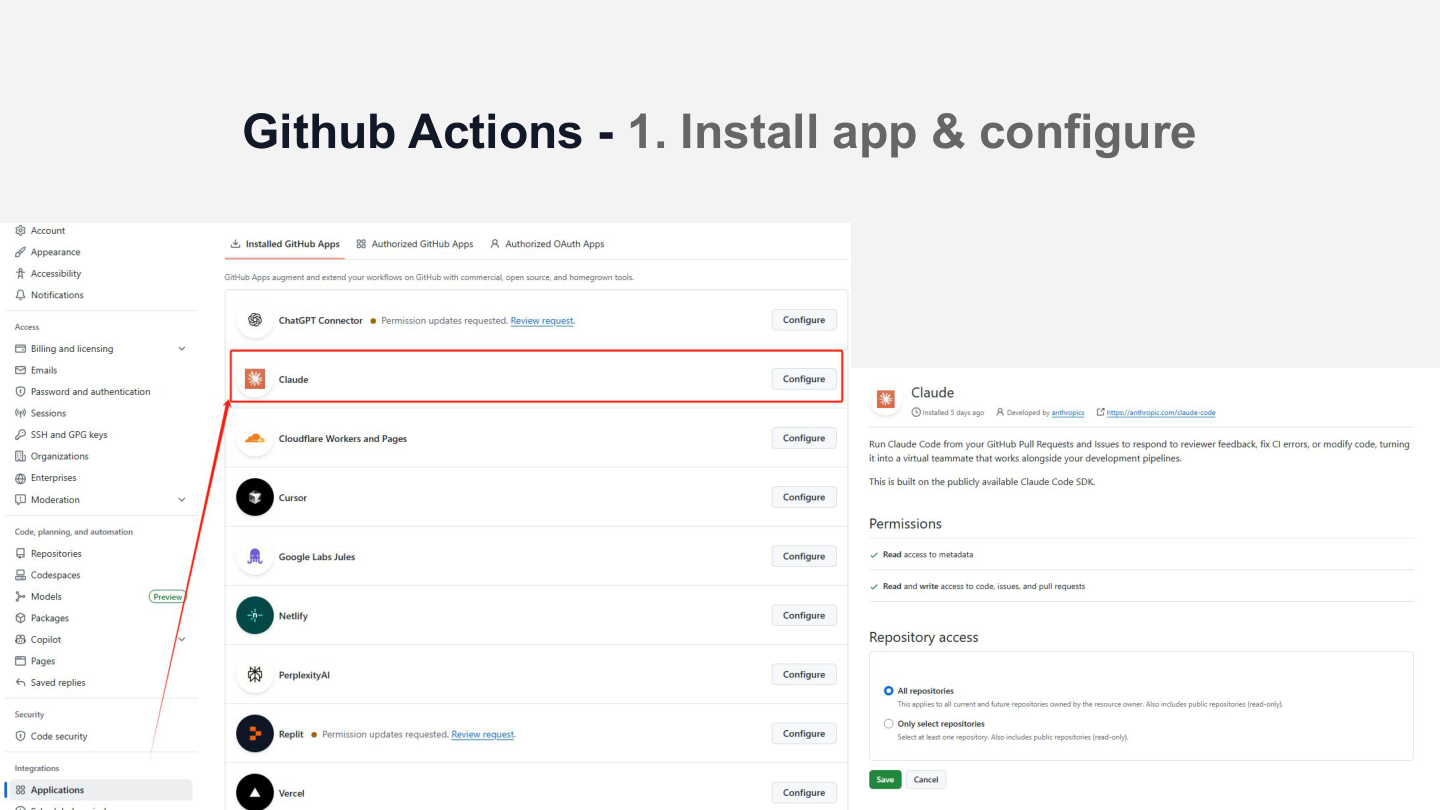 Github Actions - 1. Install app & configure
Account
Appearance
Accessibility
Notifications
Access
Billing and licensing
Emails
Password and authentication
Sessions
SSH and GPG keys
Organizations
Enterprises
Moderation
Code, planning, and automation
Repositories
Codespaces
Models
Preview
Packages
Copilot
Pages
Saved replies
Security
Code security
Integrations
Applications
Installed GitHub Apps
Authorized GitHub Apps
Authorized OAuth Apps
GitHub Apps augment and extend your workflows on GitHub with commercial, open source, and homegrown tools.
ChatGPT Connector Permission updates requested. Review request.
Configure
Claude
Configure
Cloudflare Workers and Pages
Configure
Cursor
Configure
Google Labs Jules
Configure
Netlify
Configure
PerplexityAI
Configure
Replit Permission updates requested. Review request.
Configure
Vercel
Configure
Claude
Installed 5 days ago Developed by anthropics https://anthropic.com/claude-code
Run Claude Code from your GitHub Pull Requests and Issues to respond to reviewer feedback, fix CI errors, or modify code, turning
it into a virtual teammate that works alongside your development pipelines.
This is built on the publicly available Claude Code SDK.
Permissions
Read access to metadata
Read and write access to code, issues, and pull requests
Repository access
All repositories
This applies to all current and future repositories owned by the resource owner. Also includes public repositories (read-only).
Only select repositories
Select at least one repository. Also includes public repositories (read-only).
Save
Cancel